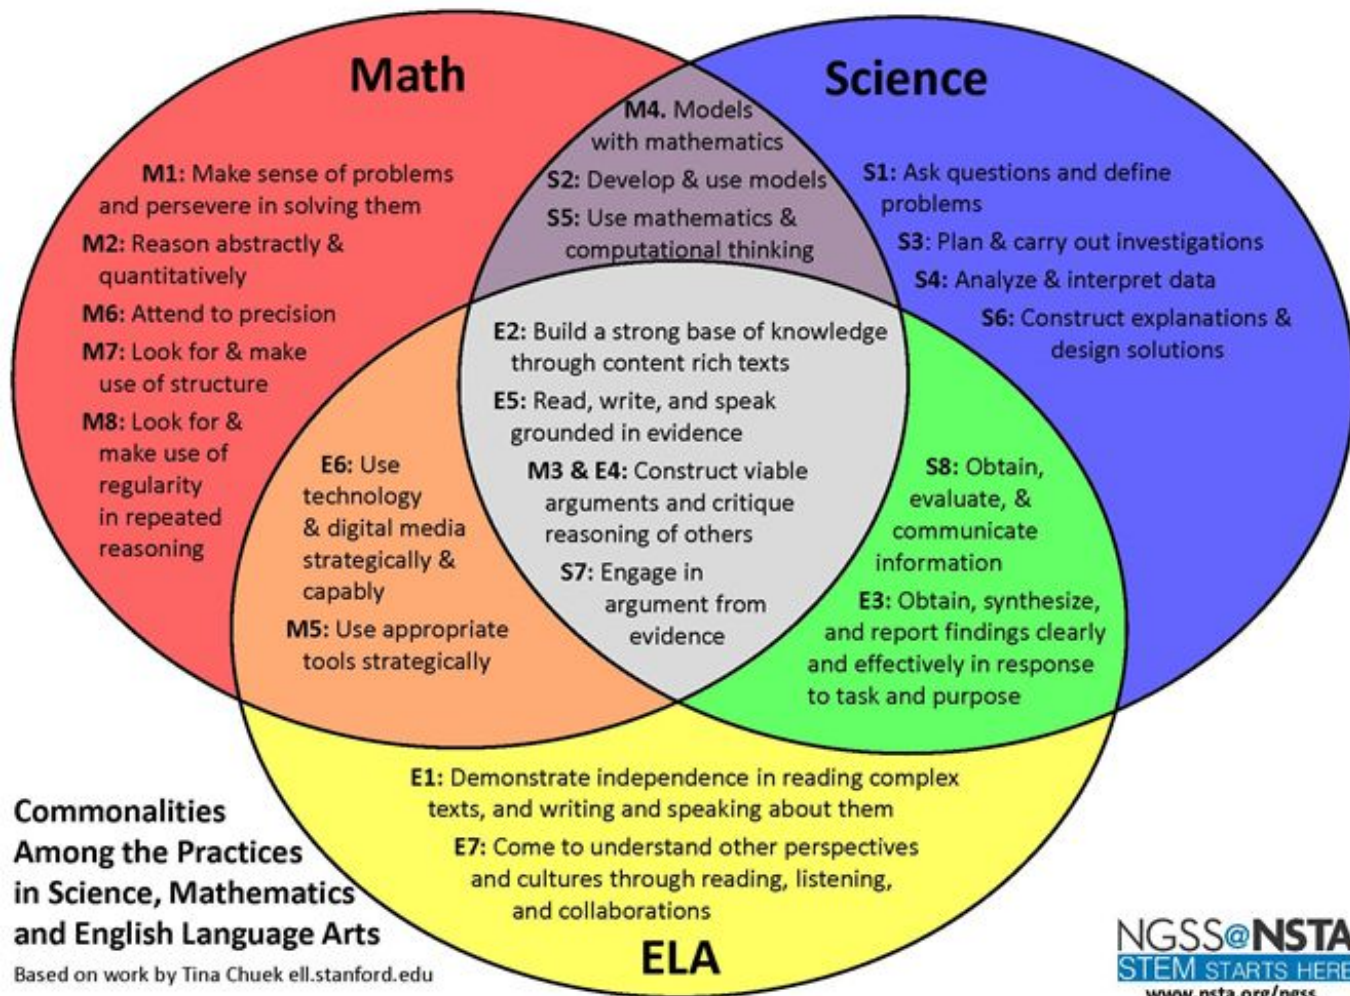 Math
Science
M1: Make sense of problems
and persevere in solving them
M2: Reason abstractly &
quantitatively
M6: Attend to precision
M7: Look for & make
use of structure
M8: Look for &
make use of
regularity
in repeated
reasoning
M4. Models
with mathematics
S2: Develop & use models
S5: Use mathematics &
computational thinking
S1: Ask questions and define
problems
S3: Plan & carry out investigations
S4: Analyze & interpret data
S6: Construct explanations &
design solutions
E2: Build a strong base of knowledge
through content rich texts
E5: Read, write, and speak
grounded in evidence
M3 & E4: Construct viable
arguments and critique
reasoning of others
S7: Engage in
argument from
evidence
E6: Use
technology
& digital media
strategically &
capably
M5: Use appropriate
tools strategically
S8: Obtain,
evaluate, &
communicate
information
E3: Obtain, synthesize,
and report findings clearly
and effectively in response
to task and purpose
E1: Demonstrate independence in reading complex
texts, and writing and speaking about them
E7: Come to understand other perspectives
and cultures through reading, listening,
and collaborations
ELA
Commonalities
Among the Practices
in Science, Mathematics
and English Language Arts
Based on work by Tina Chuek ell.stanford.edu
NGSS@NSTA
STEM STARTS HERE
www.nsta.org/ngss